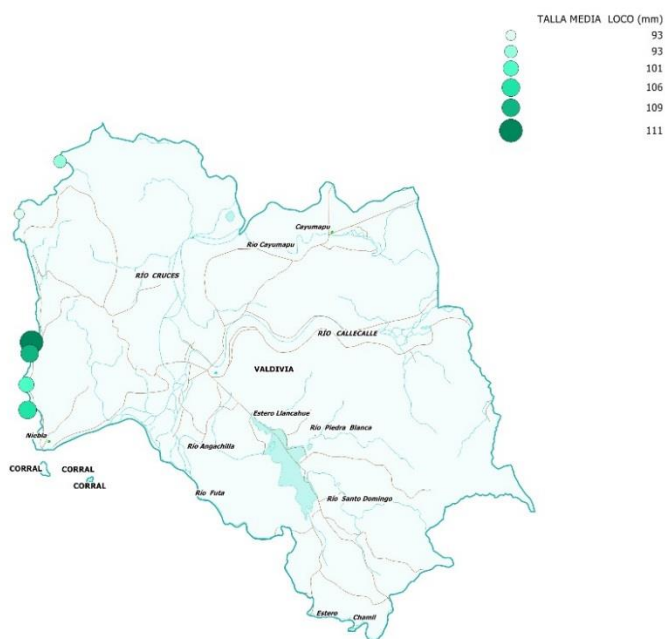 TALLA MEDIA LOCO (mm)
93
93
101
106
109
111
Cayumapu
Río Cayumapu
RÍO CRUCES
RÍO CALLECALLE
VALDIVIA
Estero Llancahue
Río Piedra Blanca
Niebla
Río Angachilla
CORRAL
CORRAL
CORRAL
Río Futa
Río Santo Domingo
Estero Chamil